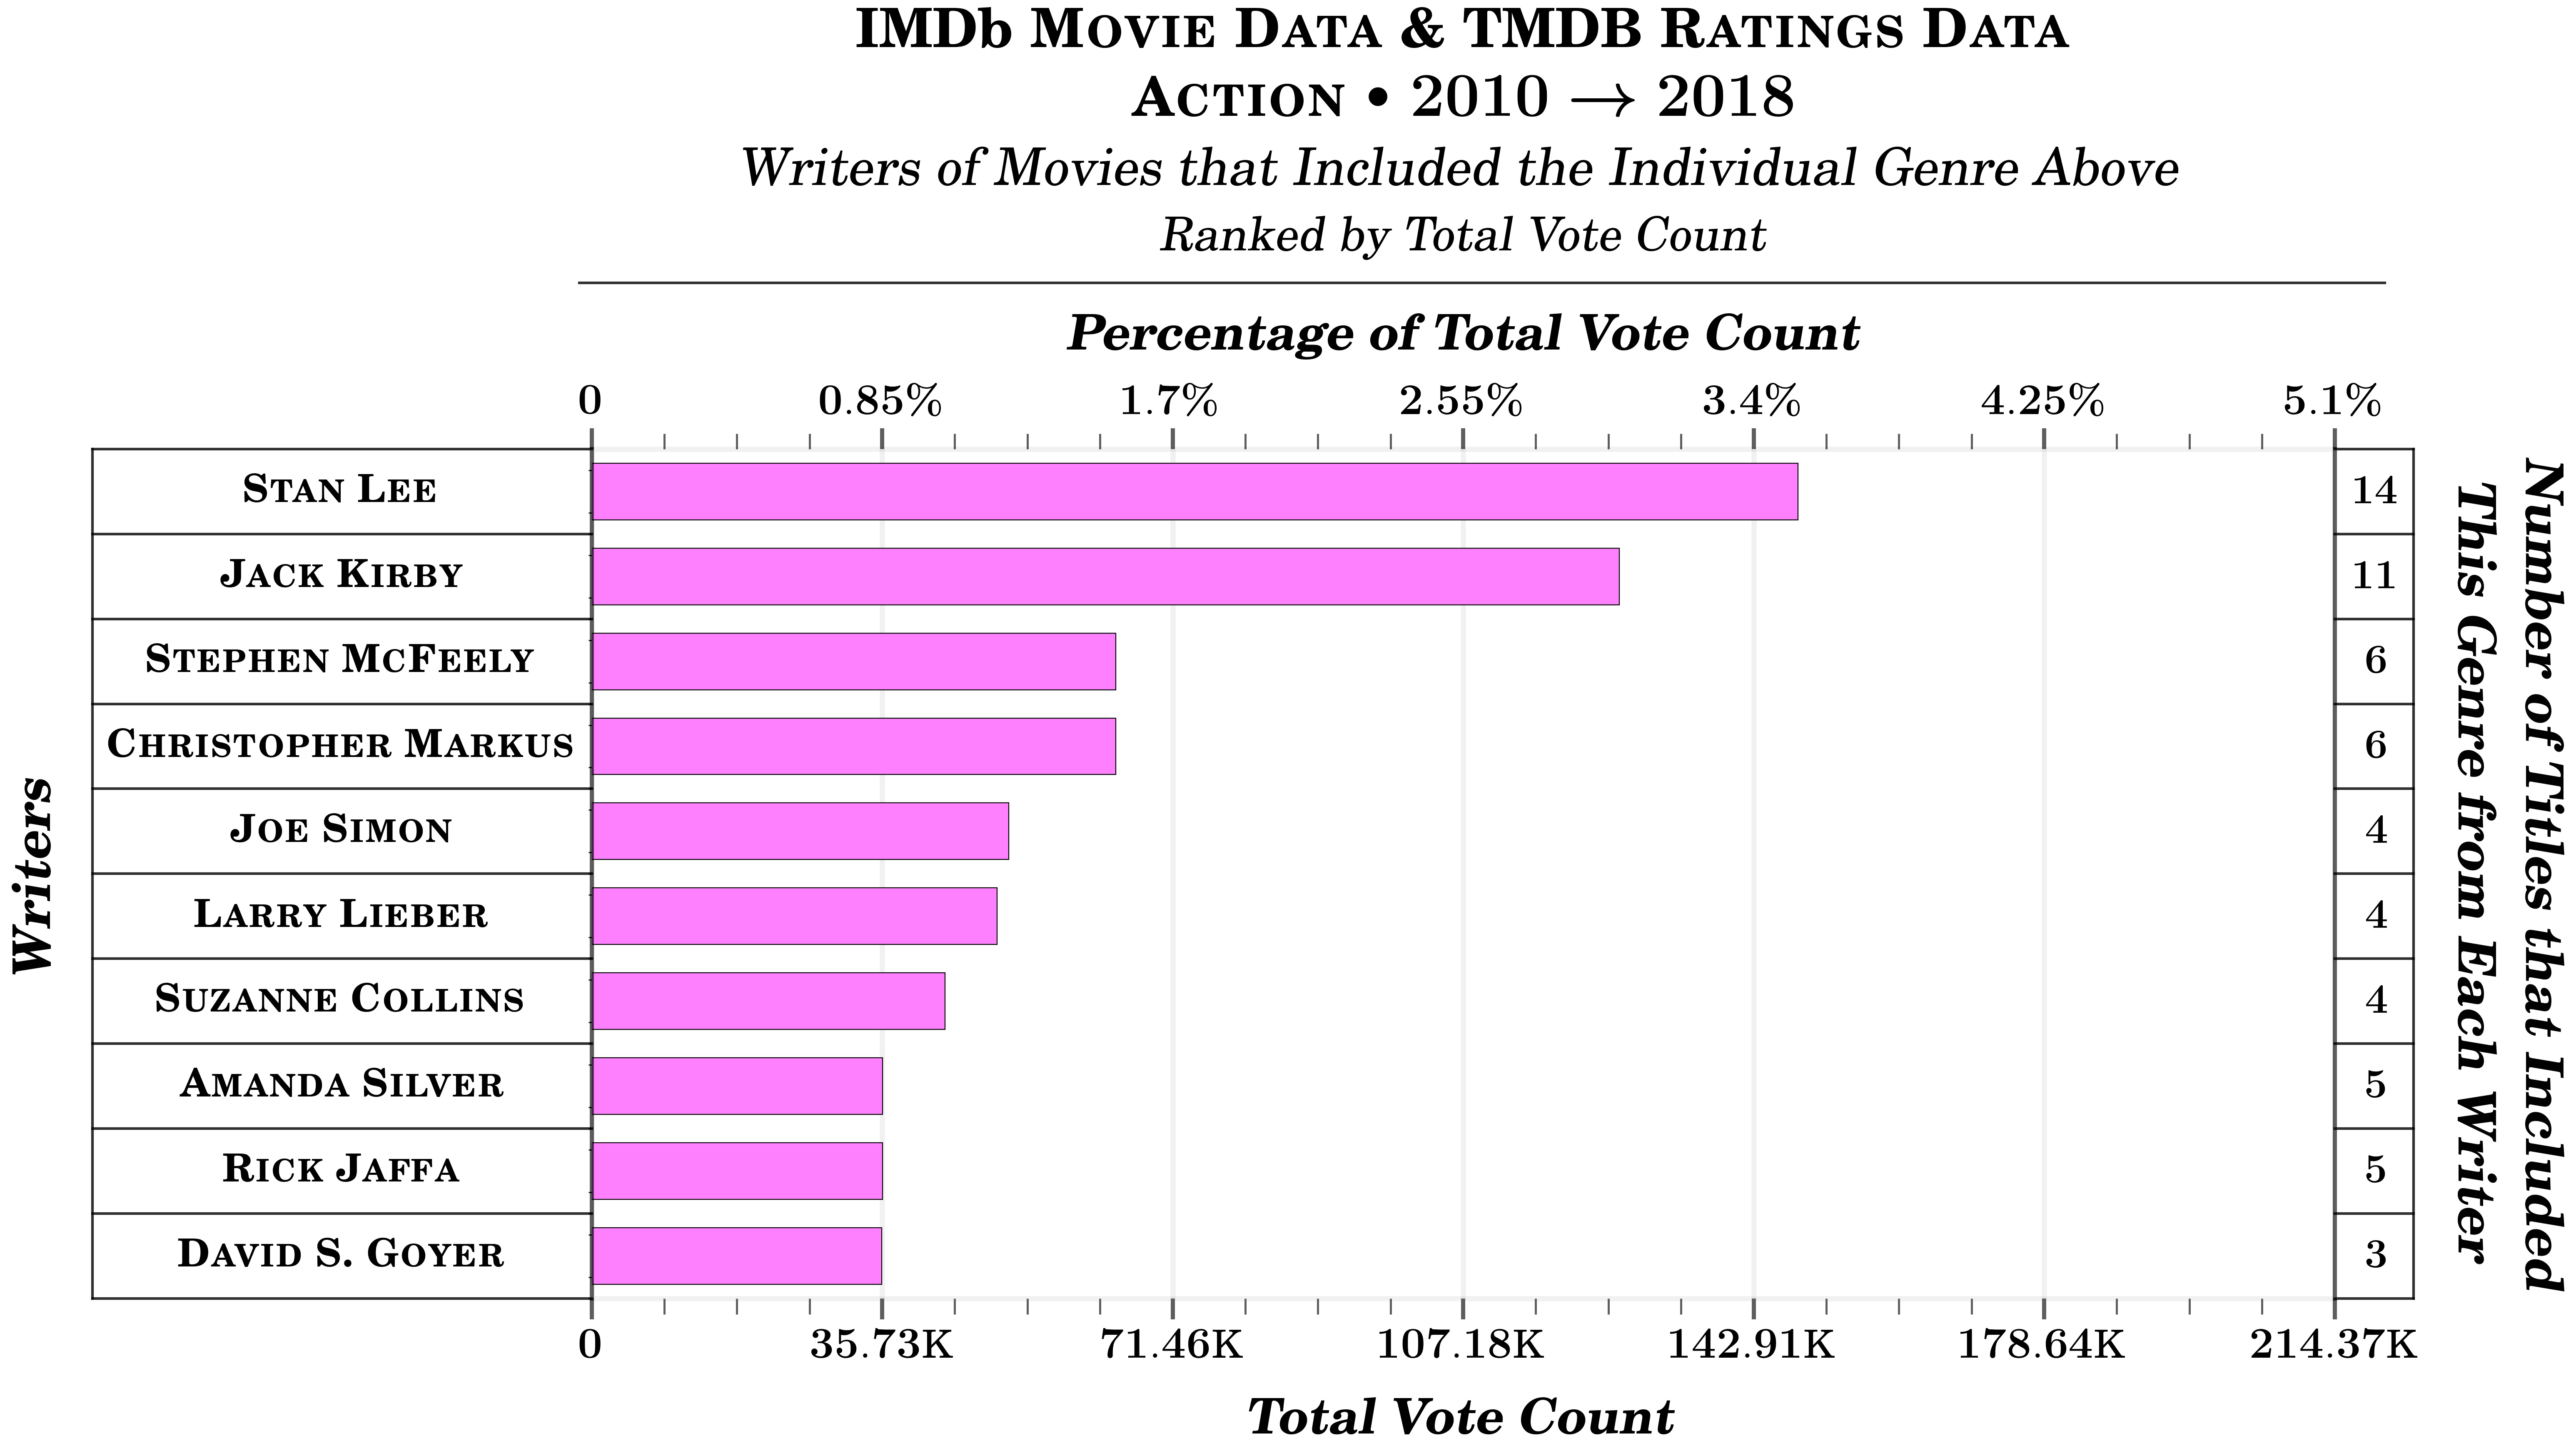 IMDb Movie Data & TMDB Ratings Data
Action • 2010 → 2018
Writers of Movies that Included the Individual Genre Above
Ranked by Total Vote Count
Percentage of Total Vote Count
0 0.85% 1.7% 2.55% 3.4% 4.25% 5.1%
Writers
Stan Lee 14
Jack Kirby 11
Stephen McFeely 6
Christopher Markus 6
Joe Simon 4
Larry Lieber 4
Suzanne Collins 4
Amanda Silver 5
Rick Jaffa 5
David S. Goyer 3
Number of Titles that Included
This Genre from Each Writer
0 35.73K 71.46K 107.18K 142.91K 178.64K 214.37K
Total Vote Count